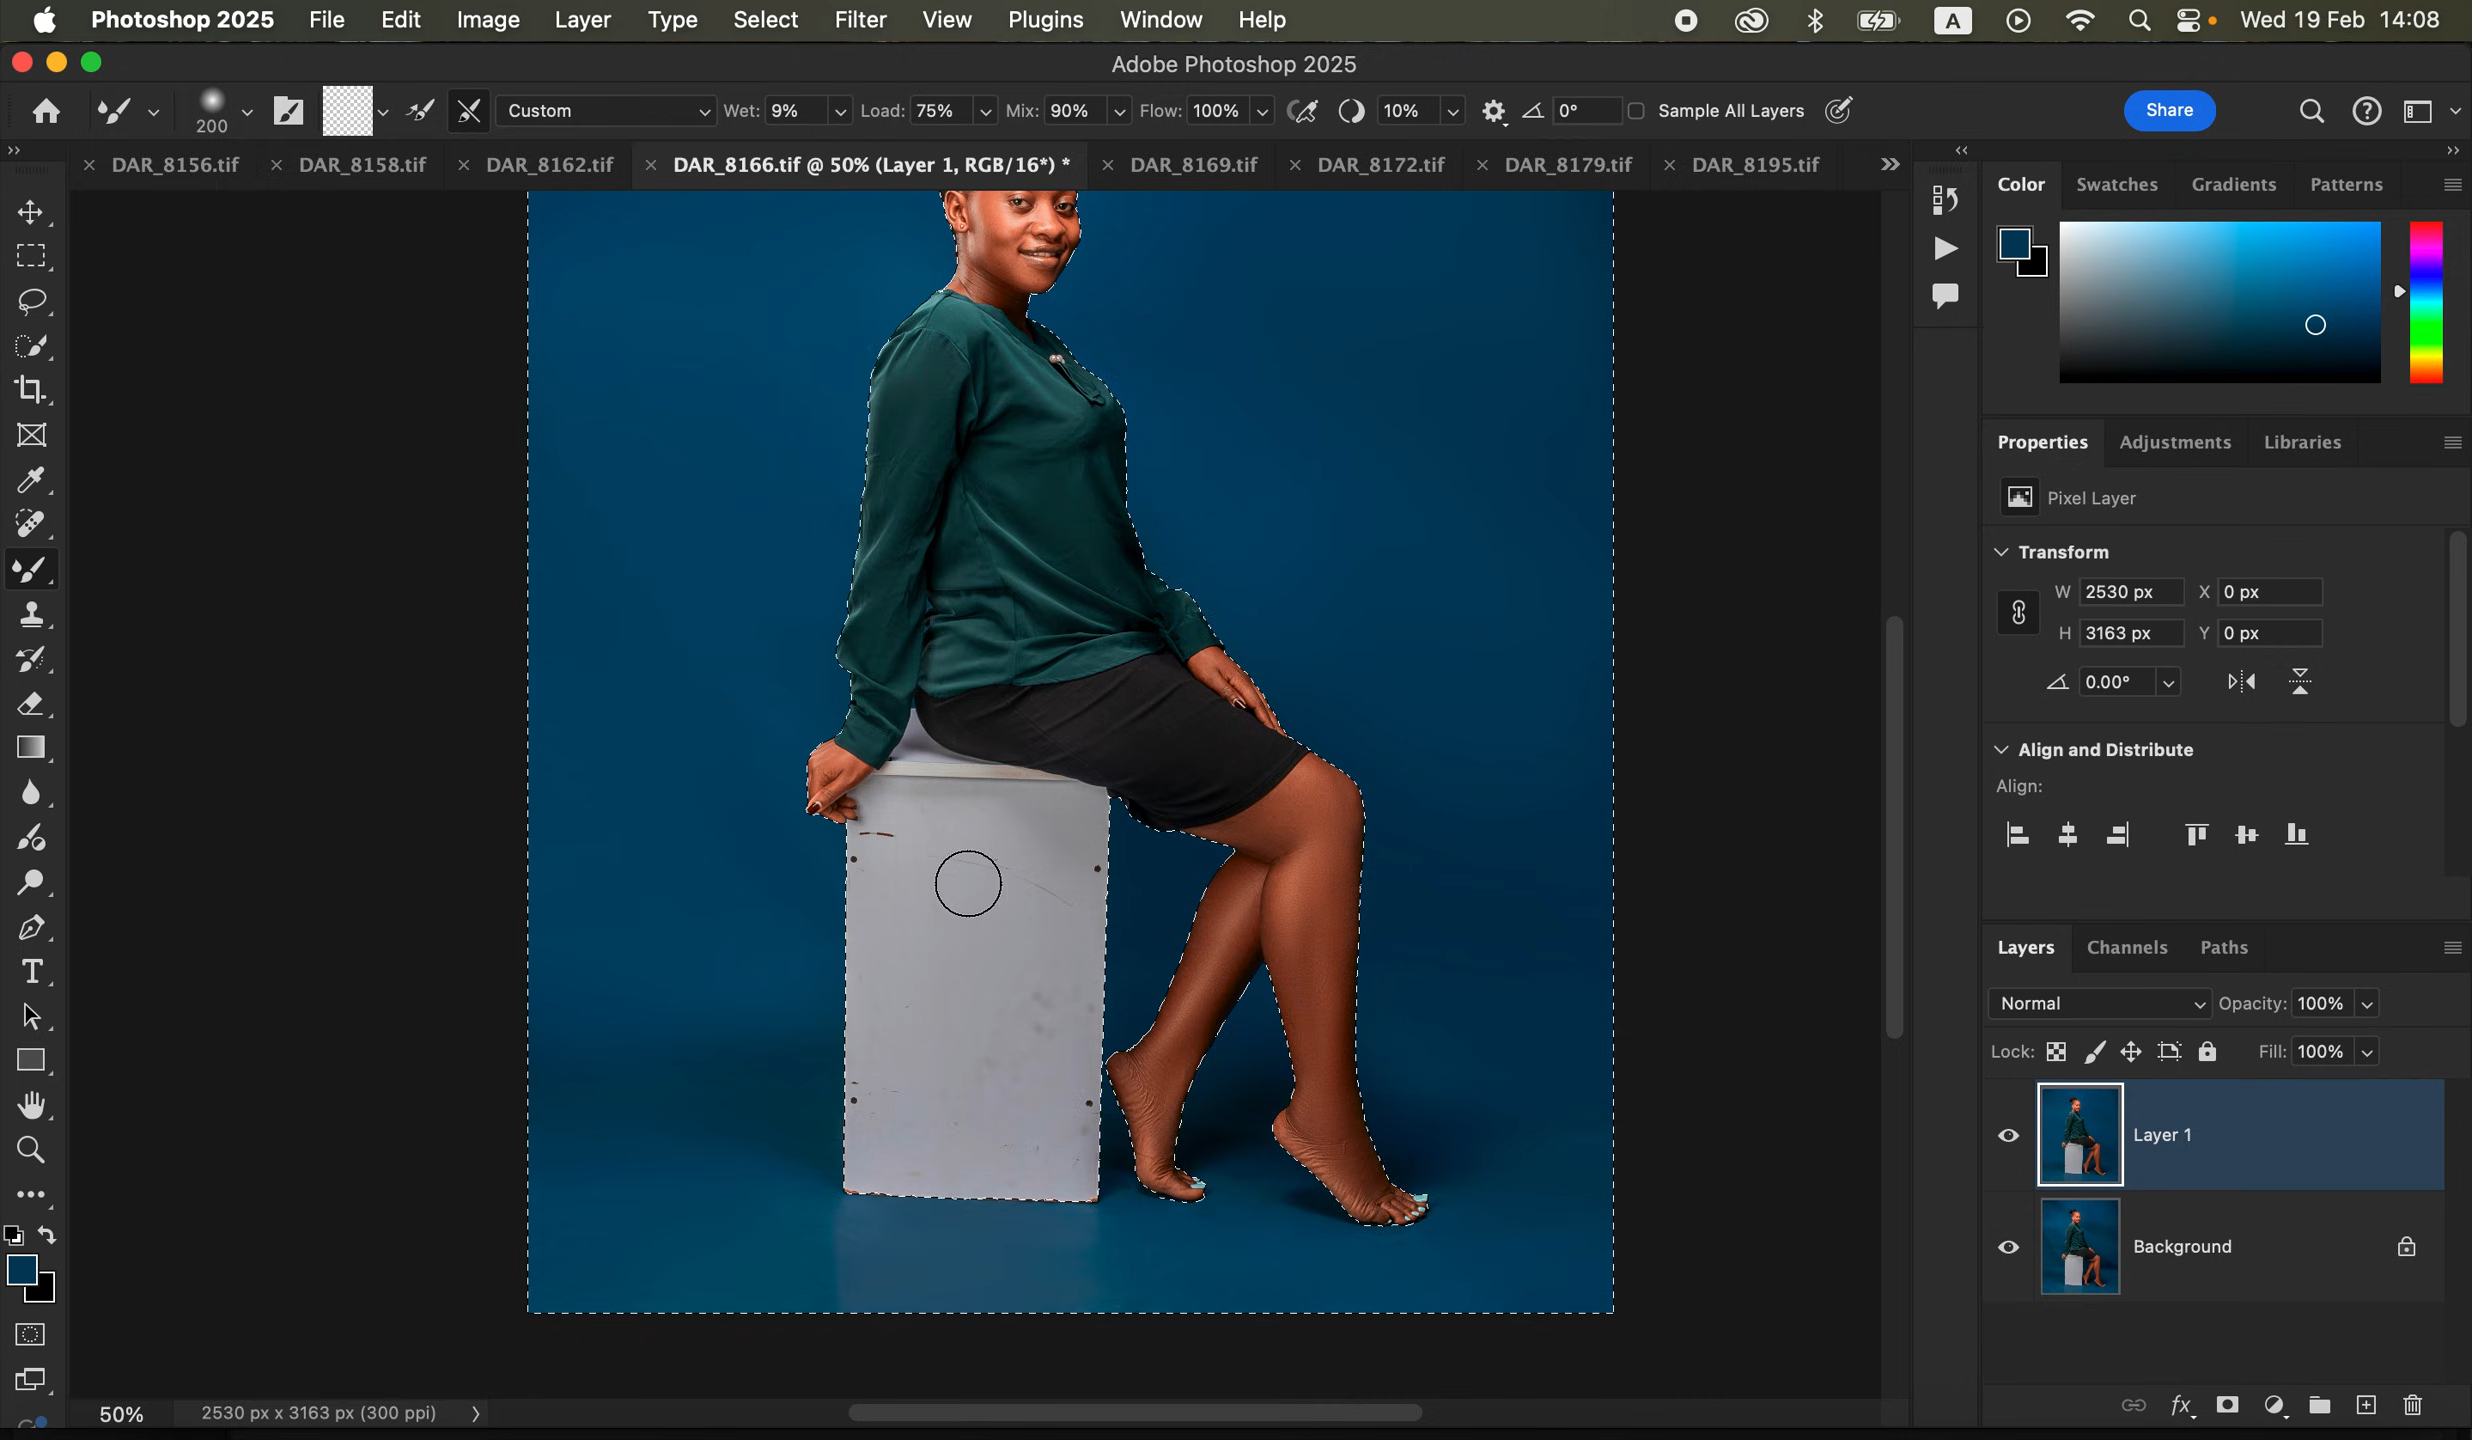 Photoshop 2025 File Edit Image Layer Type Select Filter View Plugins Window Help A Wed 19 Feb 14:08
Adobe Photoshop 2025
200 Custom Wet: 9% Load: 75% Mix: 90% Flow: 100% 10% 0° Sample All Layers Share
DAR_8156.tif DAR_8158.tif DAR_8162.tif DAR_8166.tif @ 50% (Layer 1, RGB/16*) * DAR_8169.tif DAR_8172.tif DAR_8179.tif DAR_8195.tif
Color Swatches Gradients Patterns
Properties Adjustments Libraries
Pixel Layer
Transform
W 2530 px X 0 px
H 3163 px Y 0 px
0.00°
Align and Distribute
Align:
Layers Channels Paths
Normal Opacity: 100%
Lock: Fill: 100%
Layer 1
Background
50% 2530 px x 3163 px (300 ppi)